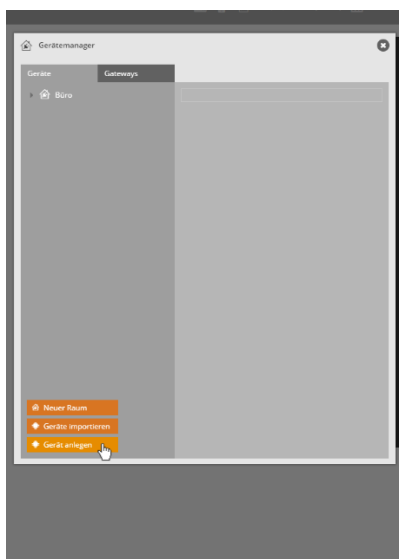 Gerätemanager
Geräte Gateways
Büro
Neuer Raum
Geräte importieren
Gerät anlegen